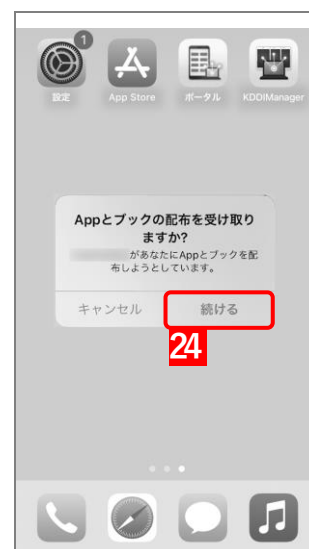 1
設定
App Store
ポータル
KDDIManager
Appとブックの配布を受け取り
ますか?
があなたにAppとブックを配
布しようとしています。
キャンセル
続ける
24